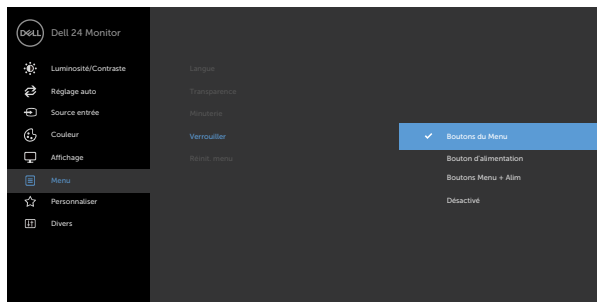 DELL
Dell 24 Monitor
Luminosité/Contraste
Réglage auto
Source entrée
Couleur
Affichage
Menu
Personnaliser
Divers
Langue
Transparence
Minuterie
Verrouiller
Réinit. menu
Boutons du Menu
Bouton d'alimentation
Boutons Menu + Alim
Désactivé